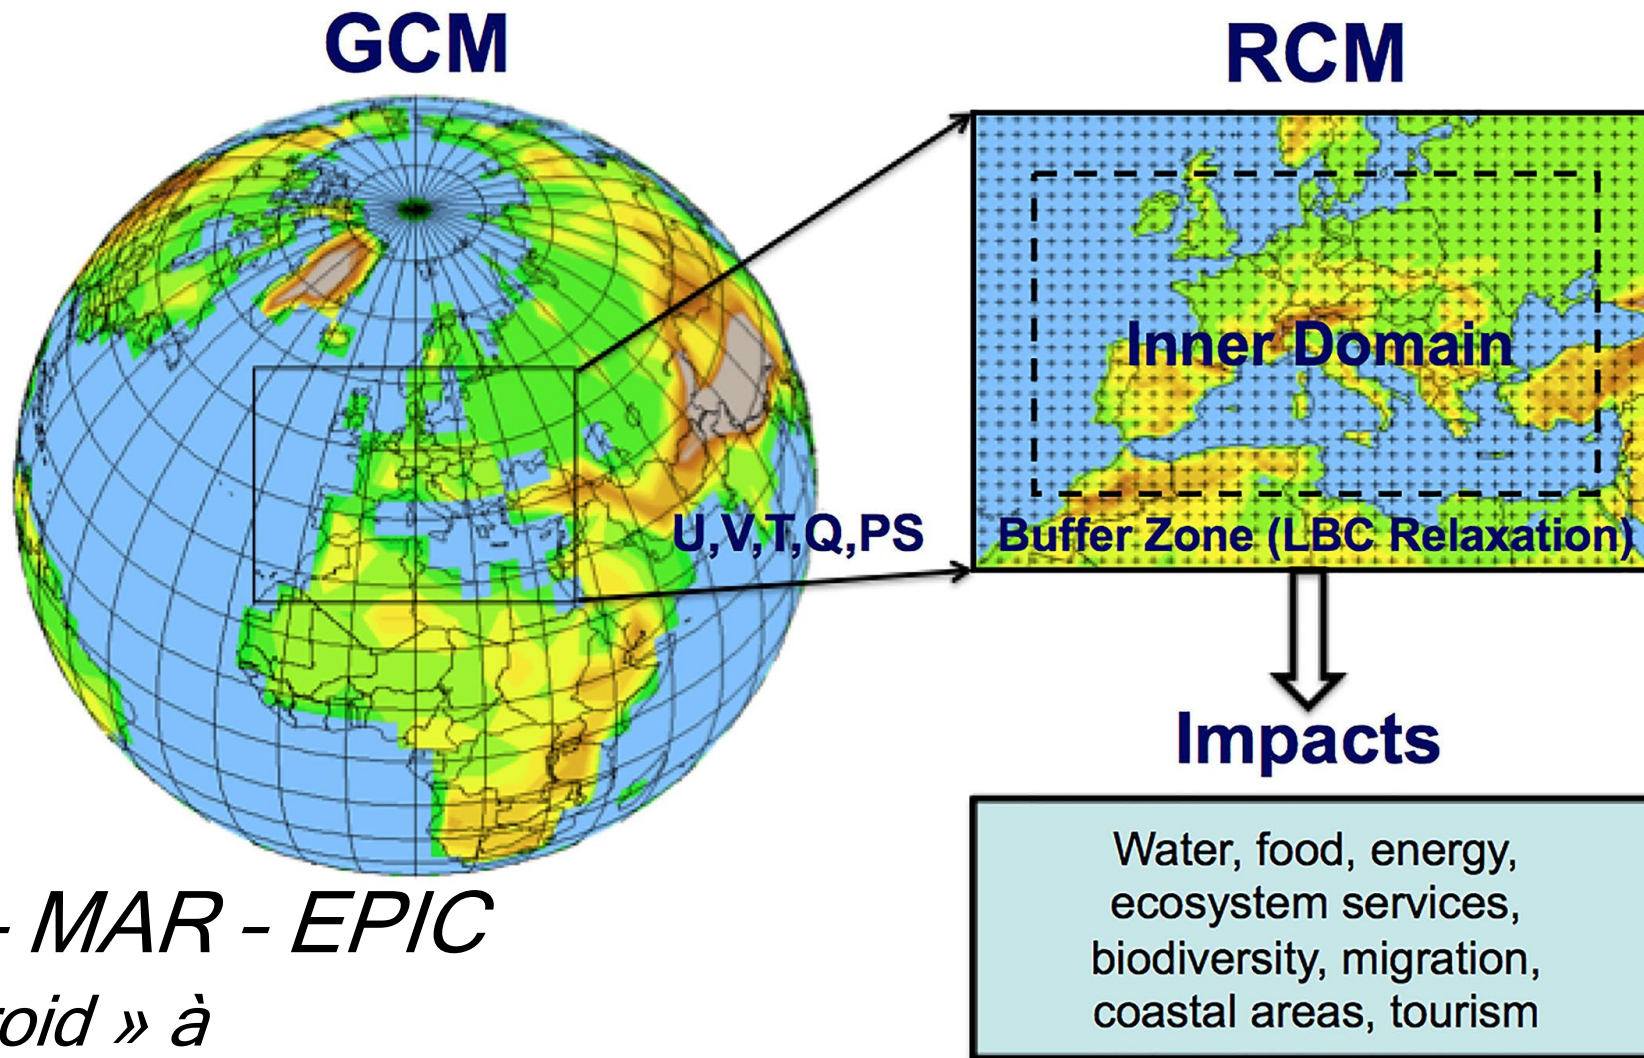 GCM
RCM
Inner Domain
U,V,T,Q,PS
Buffer Zone (LBC Relaxation)
Impacts
Water, food, energy,
ecosystem services,
biodiversity, migration,
coastal areas, tourism
- MAR - EPIC
oid » à